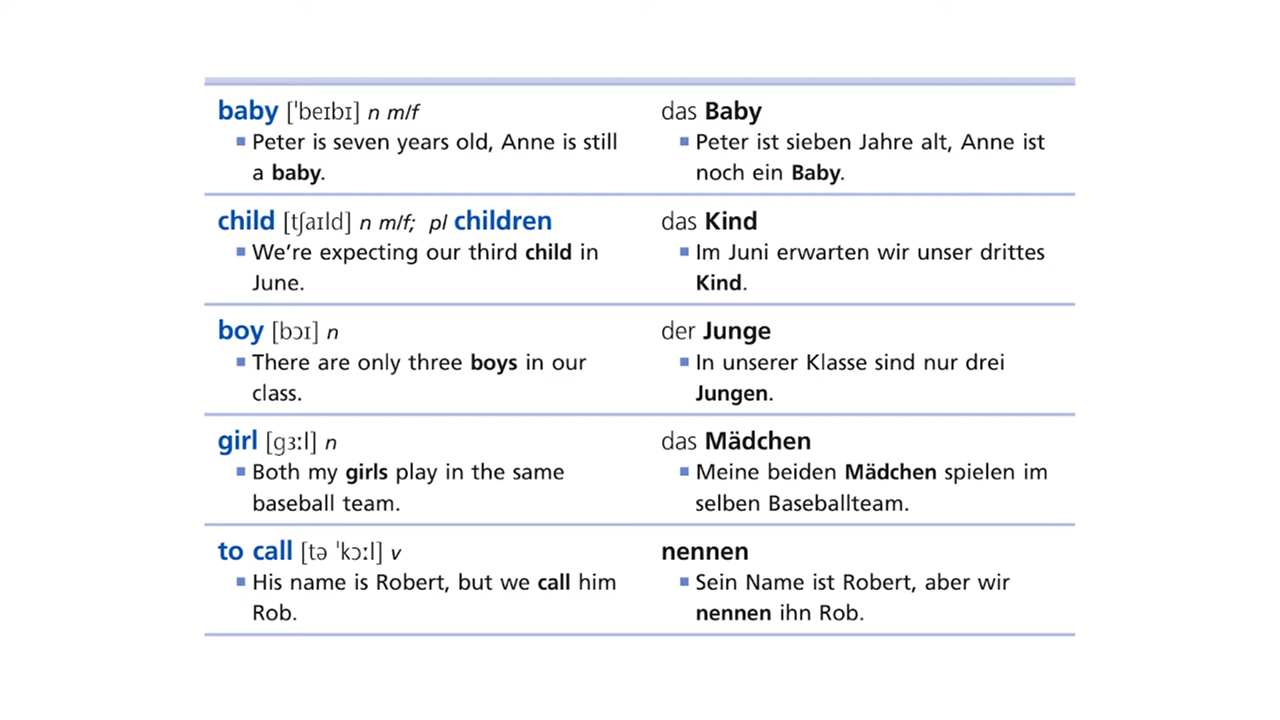 baby [ˈbeɪbɪ] n m/f
Peter is seven years old, Anne is still
a baby.
das Baby
Peter ist sieben Jahre alt, Anne ist
noch ein Baby.
child [tʃaɪld] n m/f; pl children
We're expecting our third child in
June.
das Kind
Im Juni erwarten wir unser drittes
Kind.
boy [bɔɪ] n
There are only three boys in our
class.
der Junge
In unserer Klasse sind nur drei
Jungen.
girl [gɜːl] n
Both my girls play in the same
baseball team.
das Mädchen
Meine beiden Mädchen spielen im
selben Baseballteam.
to call [tə ˈkɔːl] v
His name is Robert, but we call him
Rob.
nennen
Sein Name ist Robert, aber wir
nennen ihn Rob.